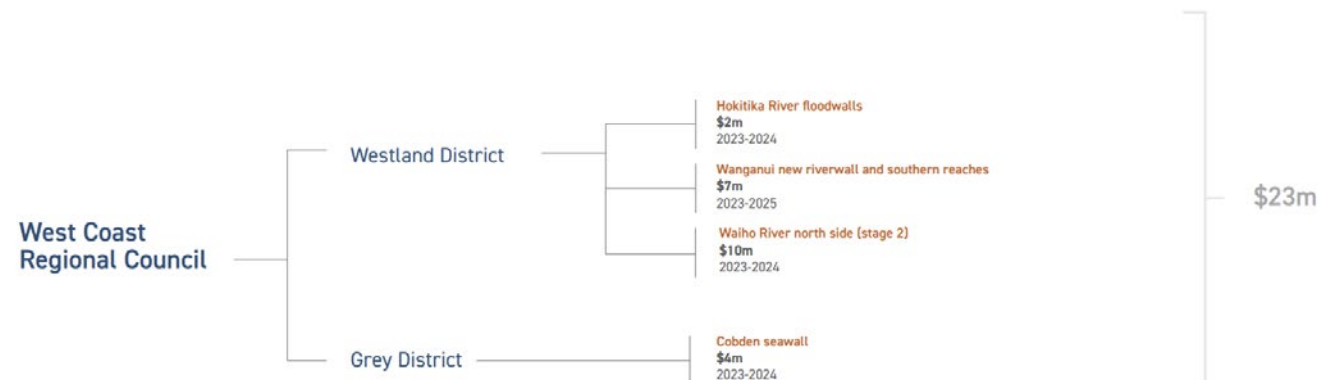 Hokitika River floodwalls
$2m
2023-2024
Westland District
Wanganui new riverwall and southern reaches
$7m
2023-2025
$23m
West Coast
Regional Council
Waiho River north side (stage 2)
$10m
2023-2024
Grey District
Cobden seawall
$4m
2023-2024